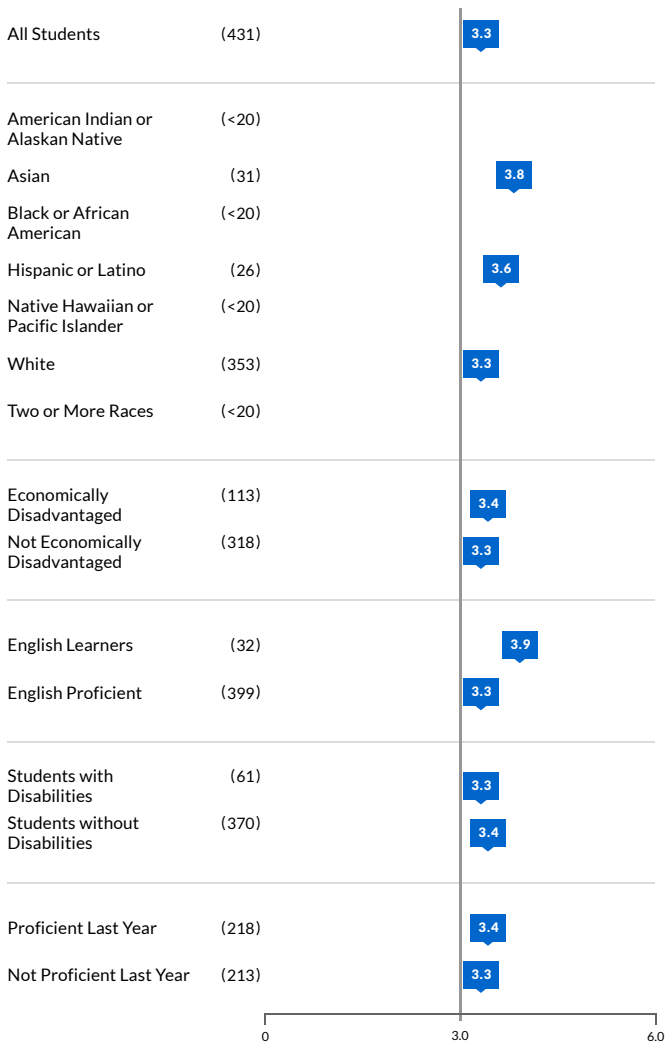 All Students (431) 3.3
American Indian or (<20)
Alaskan Native
Asian (31) 3.8
Black or African (<20)
American
Hispanic or Latino (26) 3.6
Native Hawaiian or (<20)
Pacific Islander
White (353) 3.3
Two or More Races (<20)
Economically (113) 3.4
Disadvantaged
Not Economically (318) 3.3
Disadvantaged
English Learners (32) 3.9
English Proficient (399) 3.3
Students with (61) 3.3
Disabilities
Students without (370) 3.4
Disabilities
Proficient Last Year (218) 3.4
Not Proficient Last Year (213) 3.3
0 3.0 6.0